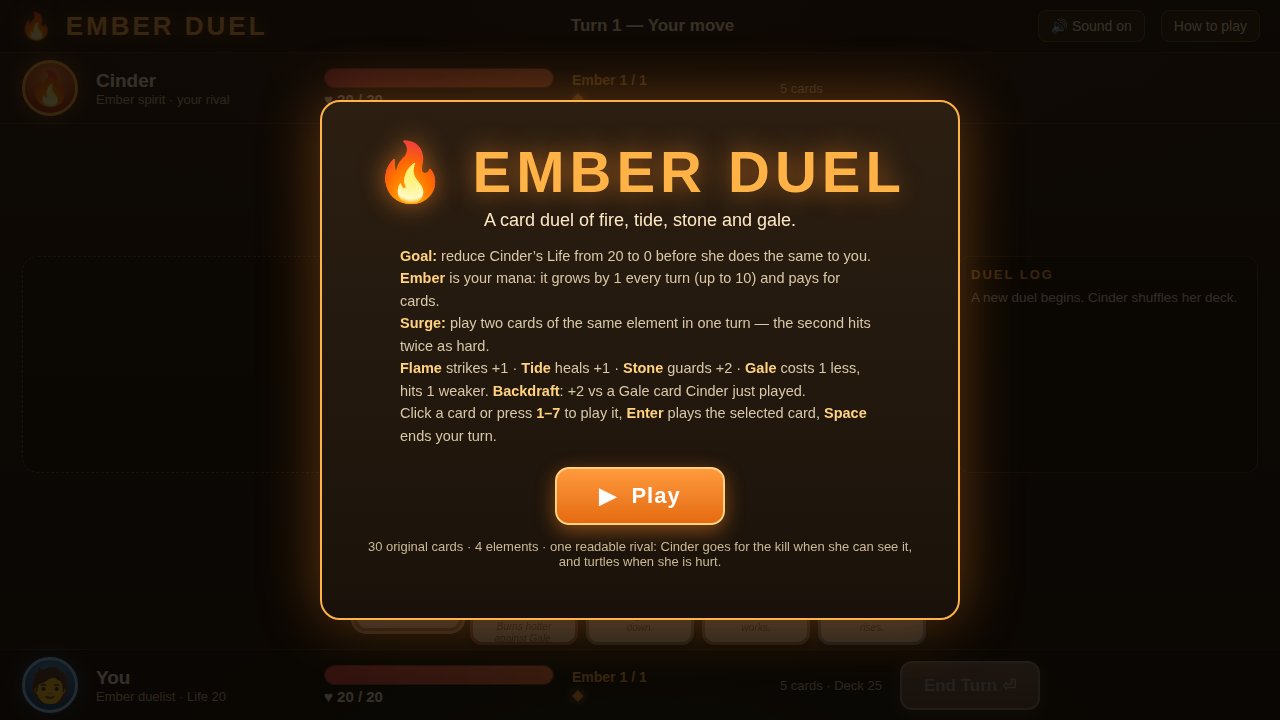 🔥 EMBER DUEL
Turn 1 — Your move
🔊 Sound on
How to play
Cinder
Ember spirit · your rival
♥ 20 / 20
Ember 1 / 1
5 cards
🔥 EMBER DUEL
A card duel of fire, tide, stone and gale.
Goal: reduce Cinder’s Life from 20 to 0 before she does the same to you.
Ember is your mana: it grows by 1 every turn (up to 10) and pays for
cards.
Surge: play two cards of the same element in one turn — the second hits
twice as hard.
Flame strikes +1 · Tide heals +1 · Stone guards +2 · Gale costs 1 less,
hits 1 weaker. Backdraft: +2 vs a Gale card Cinder just played.
Click a card or press 1–7 to play it, Enter plays the selected card, Space
ends your turn.
▶ Play
30 original cards · 4 elements · one readable rival: Cinder goes for the kill when she can see it,
and turtles when she is hurt.
DUEL LOG
A new duel begins. Cinder shuffles her deck.
Burns hotter
against Gale.
down.
works.
rises.
You
Ember duelist · Life 20
♥ 20 / 20
Ember 1 / 1
5 cards · Deck 25
End Turn ⏎